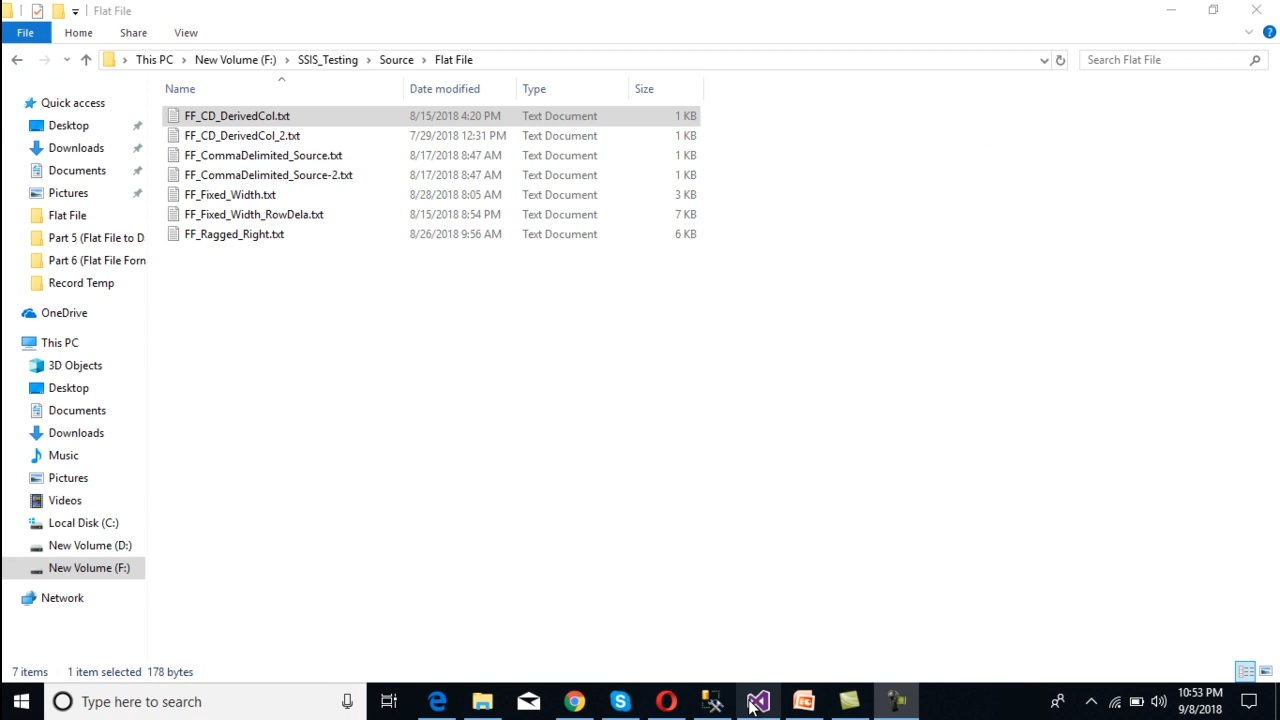 Flat File
File Home Share View
This PC New Volume (F:) SSIS_Testing Source Flat File Search Flat File
Name Date modified Type Size
Quick access
Desktop
Downloads
Documents
Pictures
Flat File
Part 5 (Flat File to D
Part 6 (Flat File Forn
Record Temp
OneDrive
This PC
3D Objects
Desktop
Documents
Downloads
Music
Pictures
Videos
Local Disk (C:)
New Volume (D:)
New Volume (F:)
Network
FF_CD_DerivedCol.txt 8/15/2018 4:20 PM Text Document 1 KB
FF_CD_DerivedCol_2.txt 7/29/2018 12:31 PM Text Document 1 KB
FF_CommaDelimited_Source.txt 8/17/2018 8:47 AM Text Document 1 KB
FF_CommaDelimited_Source-2.txt 8/17/2018 8:47 AM Text Document 1 KB
FF_Fixed_Width.txt 8/28/2018 8:05 AM Text Document 3 KB
FF_Fixed_Width_RowDela.txt 8/15/2018 8:54 PM Text Document 7 KB
FF_Ragged_Right.txt 8/26/2018 9:56 AM Text Document 6 KB
7 items 1 item selected 178 bytes
Type here to search
10:53 PM
9/8/2018